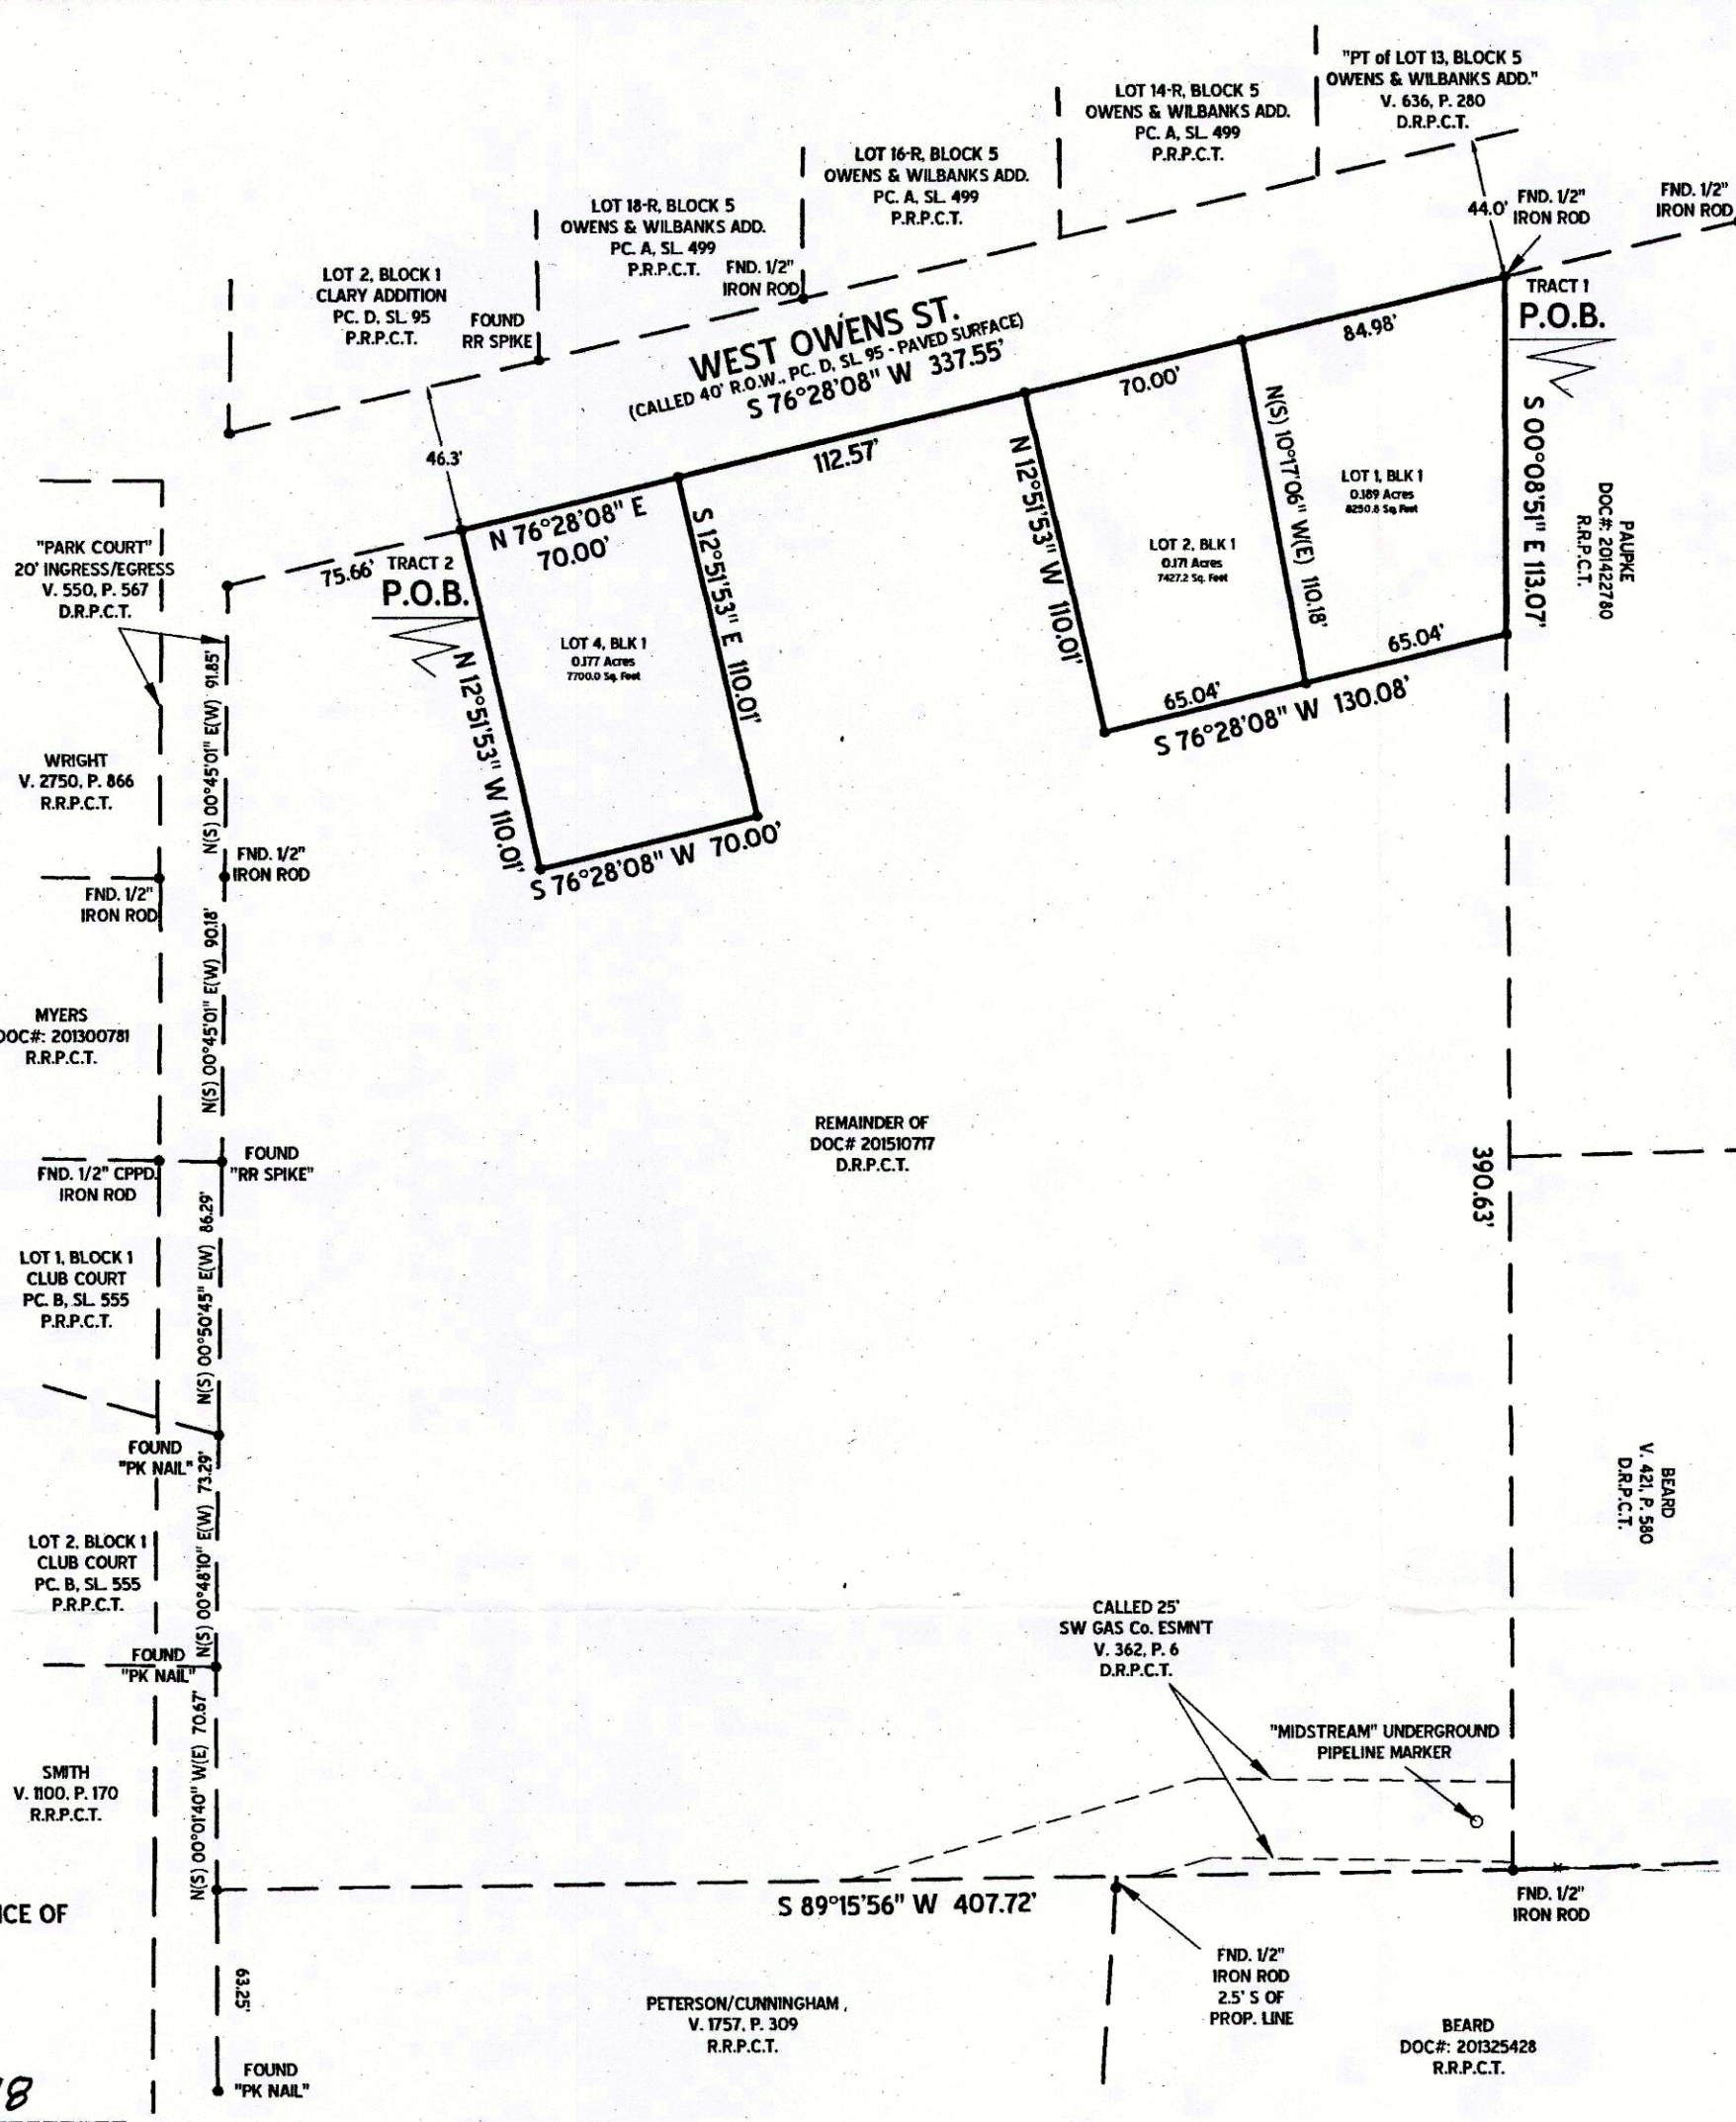 "PT of LOT 13, BLOCK 5
OWENS & WILBANKS ADD."
V. 636, P. 280
D.R.P.C.T.
LOT 14-R, BLOCK 5
OWENS & WILBANKS ADD.
PC. A, SL. 499
P.R.P.C.T.
LOT 16-R, BLOCK 5
OWENS & WILBANKS ADD.
PC. A, SL. 499
P.R.P.C.T.
LOT 18-R, BLOCK 5
OWENS & WILBANKS ADD.
PC. A, SL. 499
P.R.P.C.T.
FND. 1/2"
IRON ROD
LOT 2, BLOCK 1
CLARY ADDITION
PC. D, SL 95
P.R.P.C.T.
FOUND
RR SPIKE
44.0'
FND. 1/2"
IRON ROD
FND. 1/2"
IRON ROD
TRACT 1
P.O.B.
WEST OWENS ST.
(CALLED 40' R.O.W., PC. D, SL 95 - PAVED SURFACE)
S 76°28'08" W 337.55'
84.98'
70.00'
112.57'
46.3'
N 76°28'08" E
70.00'
75.66'
TRACT 2
P.O.B.
"PARK COURT"
20' INGRESS/EGRESS
V. 550, P. 567
D.R.P.C.T.
LOT 4, BLK 1
0.177 Acres
7700.0 Sq. Feet
N 12°51'53" W 110.01'
S 12°51'53" E 110.01'
S 76°28'08" W 70.00'
N 12°51'53" W 110.01'
LOT 2, BLK 1
0.171 Acres
7427.2 Sq. Feet
N(S) 10°17'06" W(E) 110.18'
LOT 1, BLK 1
0.189 Acres
8250.8 Sq. Feet
S 00°08'51" E 113.07'
PAUPKE
DOC#: 201422780
R.R.P.C.T.
65.04'
65.04'
S 76°28'08" W 130.08'
WRIGHT
V. 2750, P. 866
R.R.P.C.T.
N(S) 00°45'01" E(W) 91.85'
FND. 1/2"
IRON ROD
FND. 1/2"
IRON ROD
MYERS
DOC#: 201300781
R.R.P.C.T.
N(S) 00°45'01" E(W) 90.18'
FOUND
"RR SPIKE"
FND. 1/2" CPPD.
IRON ROD
REMAINDER OF
DOC# 201510717
D.R.P.C.T.
390.63'
LOT 1, BLOCK 1
CLUB COURT
PC. B, SL. 555
P.R.P.C.T.
N(S) 00°50'45" E(W) 86.29'
FOUND
"PK NAIL"
LOT 2, BLOCK 1
CLUB COURT
PC. B, SL. 555
P.R.P.C.T.
N(S) 00°48'10" E(W) 73.29'
FOUND
"PK NAIL"
BEARD
V. 421, P. 580
D.R.P.C.T.
CALLED 25'
SW GAS Co. ESMN'T
V. 362, P. 6
D.R.P.C.T.
"MIDSTREAM" UNDERGROUND
PIPELINE MARKER
SMITH
V. 1100, P. 170
R.R.P.C.T.
N(S) 00°01'40" W(E) 70.67'
S 89°15'56" W 407.72'
FND. 1/2"
IRON ROD
ICE OF
63.25'
FND. 1/2"
IRON ROD
2.5' S OF
PROP. LINE
PETERSON/CUNNINGHAM
V. 1757, P. 309
R.R.P.C.T.
BEARD
DOC#: 201325428
R.R.P.C.T.
FOUND
"PK NAIL"
8